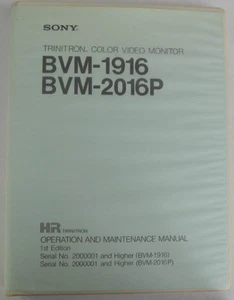 SONY
TRINITRON COLOR VIDEO MONITOR
BVM-1916
BVM-2016P
HR TRINITRON
OPERATION AND MAINTENANCE MANUAL
1st Edition
Serial No. 2000001 and Higher (BVM-1916)
Serial No. 2000001 and Higher (BVM-2016P)